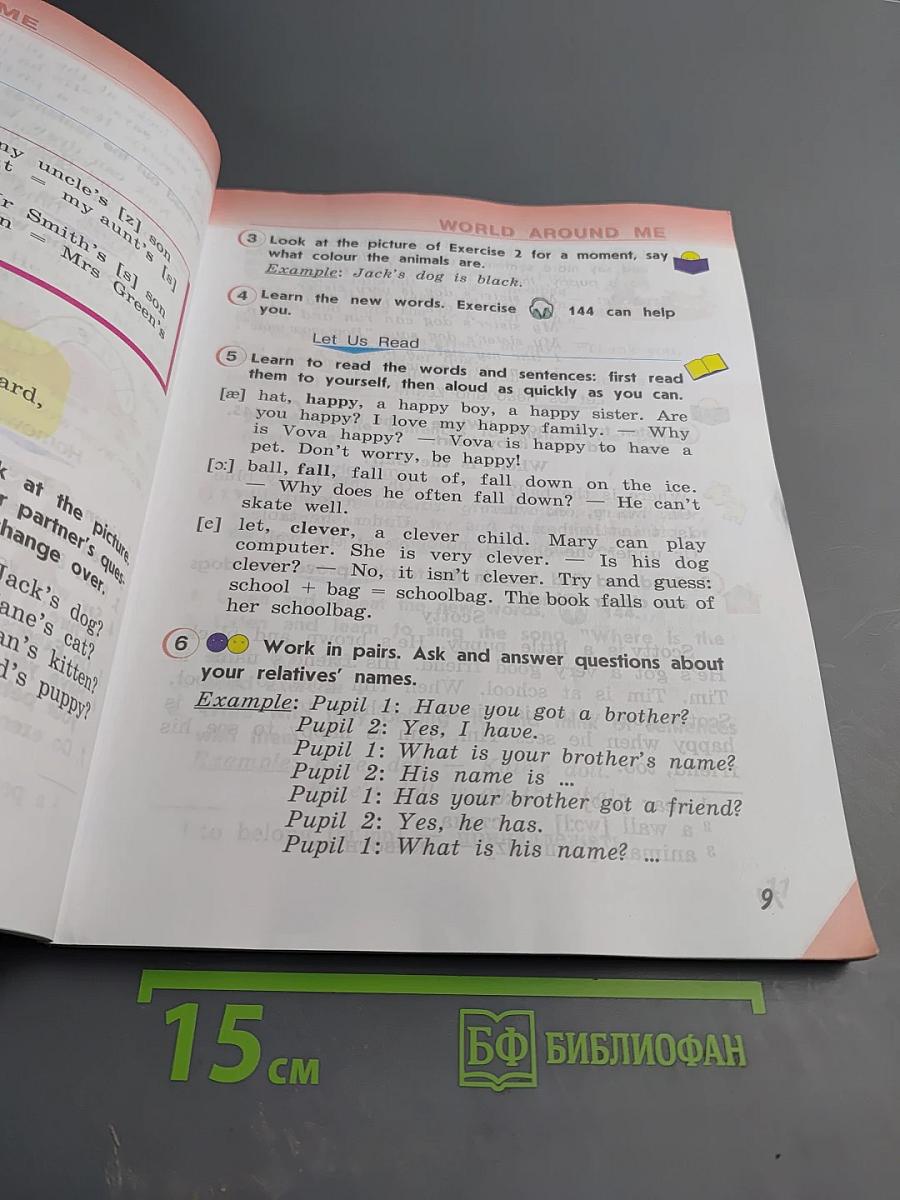 ME
my uncle's [z] son
t = my aunt's [s]
r Smith's [s] son
n = Mrs Green's
ard,
k at the picture.
r partner's ques-
hange over.
Jack's dog?
ane's cat?
an's kitten?
d's puppy?
WORLD AROUND ME
3 Look at the picture of Exercise 2 for a moment, say
what colour the animals are.
Example: Jack's dog is black.
4 Learn the new words. Exercise 144 can help
you.
Let Us Read
5 Learn to read the words and sentences: first read
them to yourself, then aloud as quickly as you can.
[æ] hat, happy, a happy boy, a happy sister. Are
you happy? I love my happy family. — Why
is Vova happy? — Vova is happy to have a
pet. Don't worry, be happy!
[ɔ:] ball, fall, fall out of, fall down on the ice.
— Why does he often fall down? — He can't
skate well.
[e] let, clever, a clever child. Mary can play
computer. She is very clever. — Is his dog
clever? — No, it isn't clever. Try and guess:
school + bag = schoolbag. The book falls out of
her schoolbag.
6 Work in pairs. Ask and answer questions about
your relatives' names.
Example: Pupil 1: Have you got a brother?
Pupil 2: Yes, I have.
Pupil 1: What is your brother's name?
Pupil 2: His name is ...
Pupil 1: Has your brother got a friend?
Pupil 2: Yes, he has.
Pupil 1: What is his name? ...
9
15 см
БФ БИБЛИОФАН